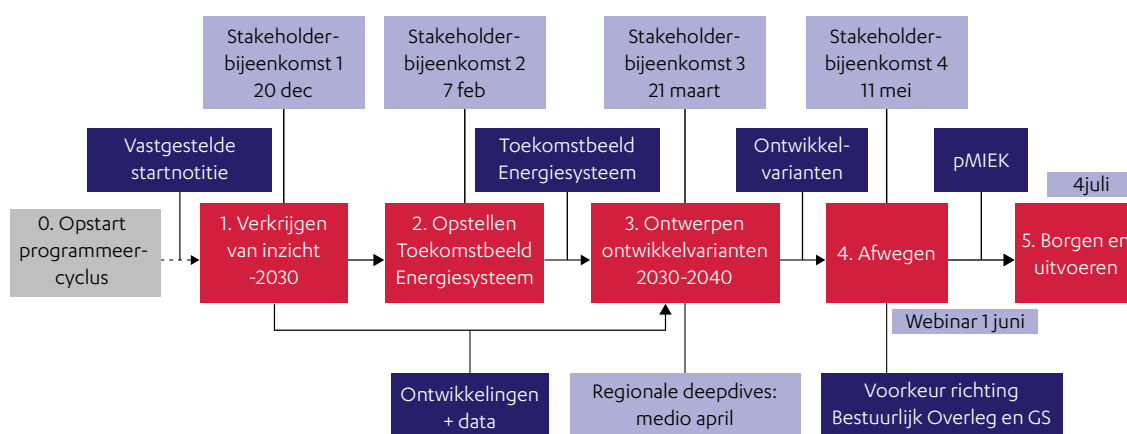 Stakeholder-
bijeenkomst 1
20 dec
Stakeholder-
bijeenkomst 2
7 feb
Stakeholder-
bijeenkomst 3
21 maart
Stakeholder-
bijeenkomst 4
11 mei
Vastgestelde
startnotitie
Toekomstbeeld
Energiesysteem
Ontwikkel-
varianten
pMIEK
4juli
0. Opstart
programmeer-
cyclus
1. Verkrijgen
van inzicht
-2030
2. Opstellen
Toekomstbeeld
Energiesysteem
3. Ontwerpen
ontwikkelvarianten
2030-2040
4. Afwegen
5. Borgen en
uitvoeren
Webinar 1 juni
Ontwikkelingen
+ data
Regionale deepdives:
medio april
Voorkeur richting
Bestuurlijk Overleg en GS